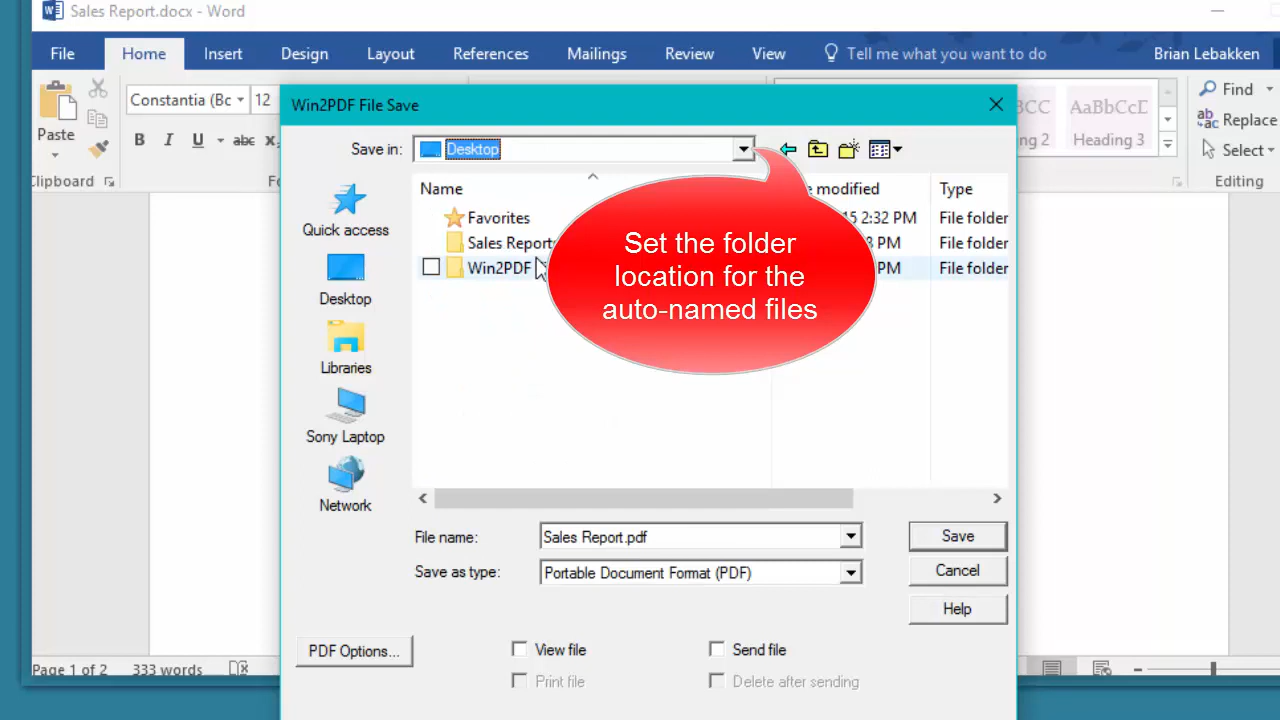 Sales Report.docx - Word
File Home Insert Design Layout References Mailings Review View Tell me what you want to do Brian Lebakken
Constantia (Bc 12
Find
Paste
B I U abc x
Win2PDF File Save
Replace
Select
Heading 3
Clipboard
Editing
Save in: Desktop
Name modified Type
Quick access
Favorites 2:32 PM File folder
Sales Report PM File folder
Win2PDF PM File folder
Set the folder
location for the
auto-named files
Desktop
Libraries
Sony Laptop
Network
File name: Sales Report.pdf Save
Save as type: Portable Document Format (PDF) Cancel
Help
PDF Options... View file Send file
Print file Delete after sending
Page 1 of 2 333 words